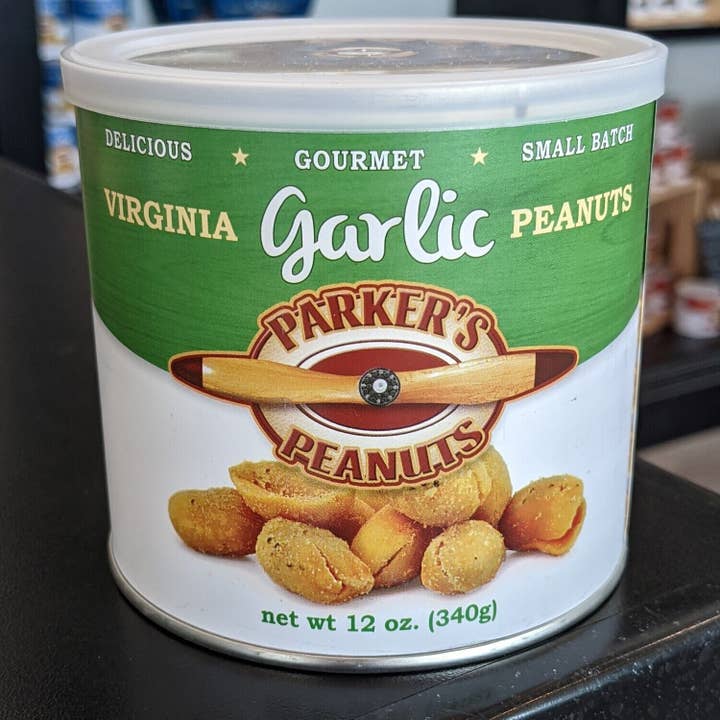 DELICIOUS ★ GOURMET ★ SMALL BATCH
VIRGINIA Garlic PEANUTS
PARKER'S
PEANUTS
net wt 12 oz. (340g)